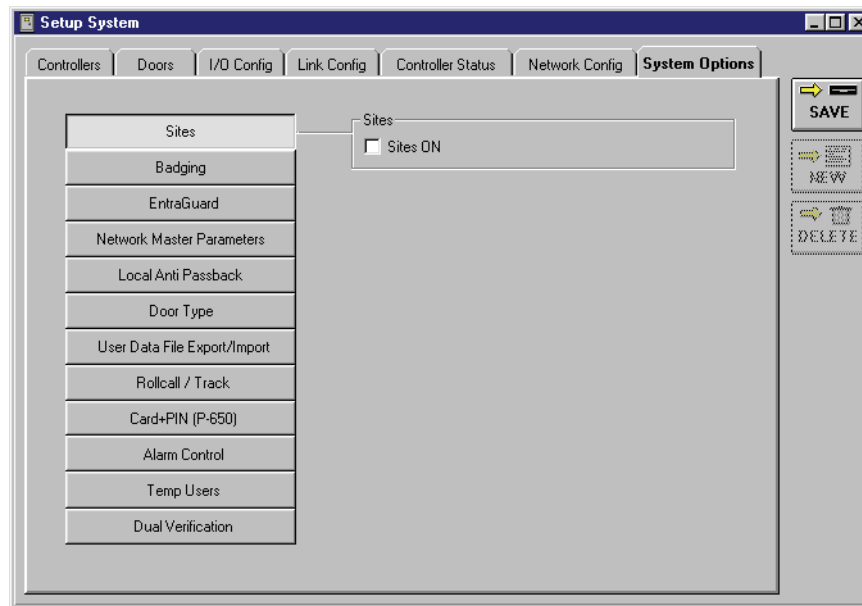 Setup System
Controllers Doors I/O Config Link Config Controller Status Network Config System Options
Sites
Sites
Sites ON
Badging
EntraGuard
Network Master Parameters
Local Anti Passback
Door Type
User Data File Export/Import
Rollcall / Track
Card+PIN (P-650)
Alarm Control
Temp Users
Dual Verification
SAVE
NEW
DELETE